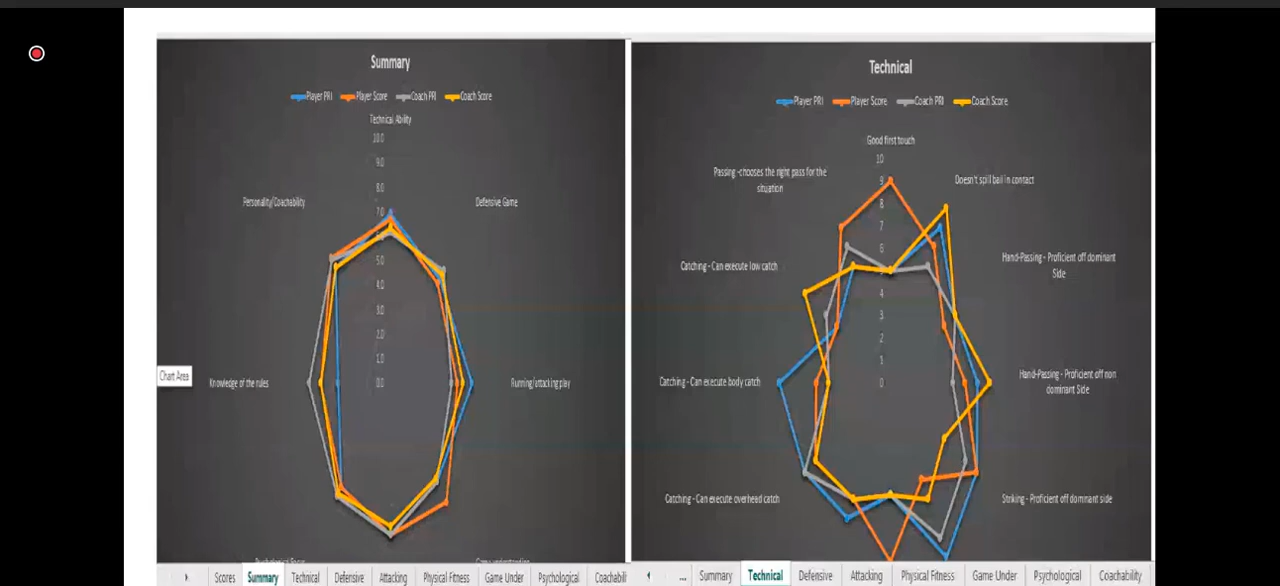 Summary
Player PRI Player Score Coach PRI Coach Score
Technical Ability
10.0
9.0
8.0
7.0
5.0
4.0
3.0
2.0
1.0
0.0
Personality/Coachability
Defensive Game
Chart Area
Knowledge of the rules
Running/attacking play
Psychological Focus
Game understanding
Scores Summary Technical Defensive Attacking Physical Fitness Game Under Psychological Coachabili
Technical
Player PRI Player Score Coach PRI Coach Score
Good first touch
10
9
8
7
6
4
3
2
1
0
Passing -chooses the right pass for the
situation
Doesn't spill ball in contact
Catching - Can execute low catch
Hand-Passing - Proficient off dominant
Side
Catching - Can execute body catch
Hand-Passing - Proficient off non
dominant Side
Catching - Can execute overhead catch
Striking - Proficient off dominant side
... Summary Technical Defensive Attacking Physical Fitness Game Under Psychological Coachability